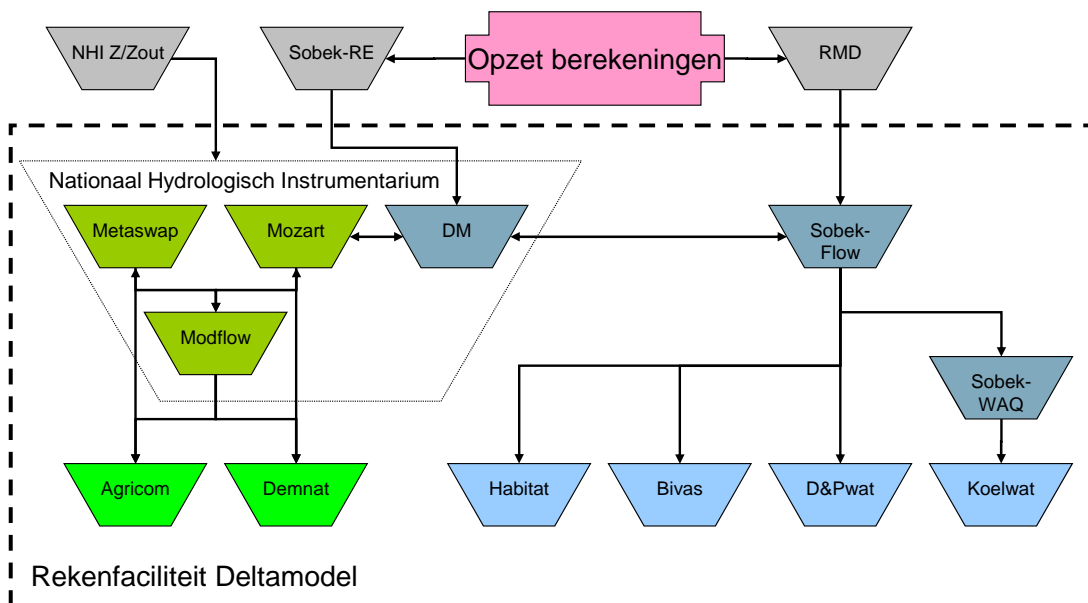 NHI Z/Zout
Sobek-RE
Opzet berekeningen
RMD
Nationaal Hydrologisch Instrumentarium
Metaswap
Mozart
DM
Sobek-
Flow
Modflow
Sobek-
WAQ
Agricom
Demnat
Habitat
Bivas
D&Pwat
Koelwat
Rekenfaciliteit Deltamodel